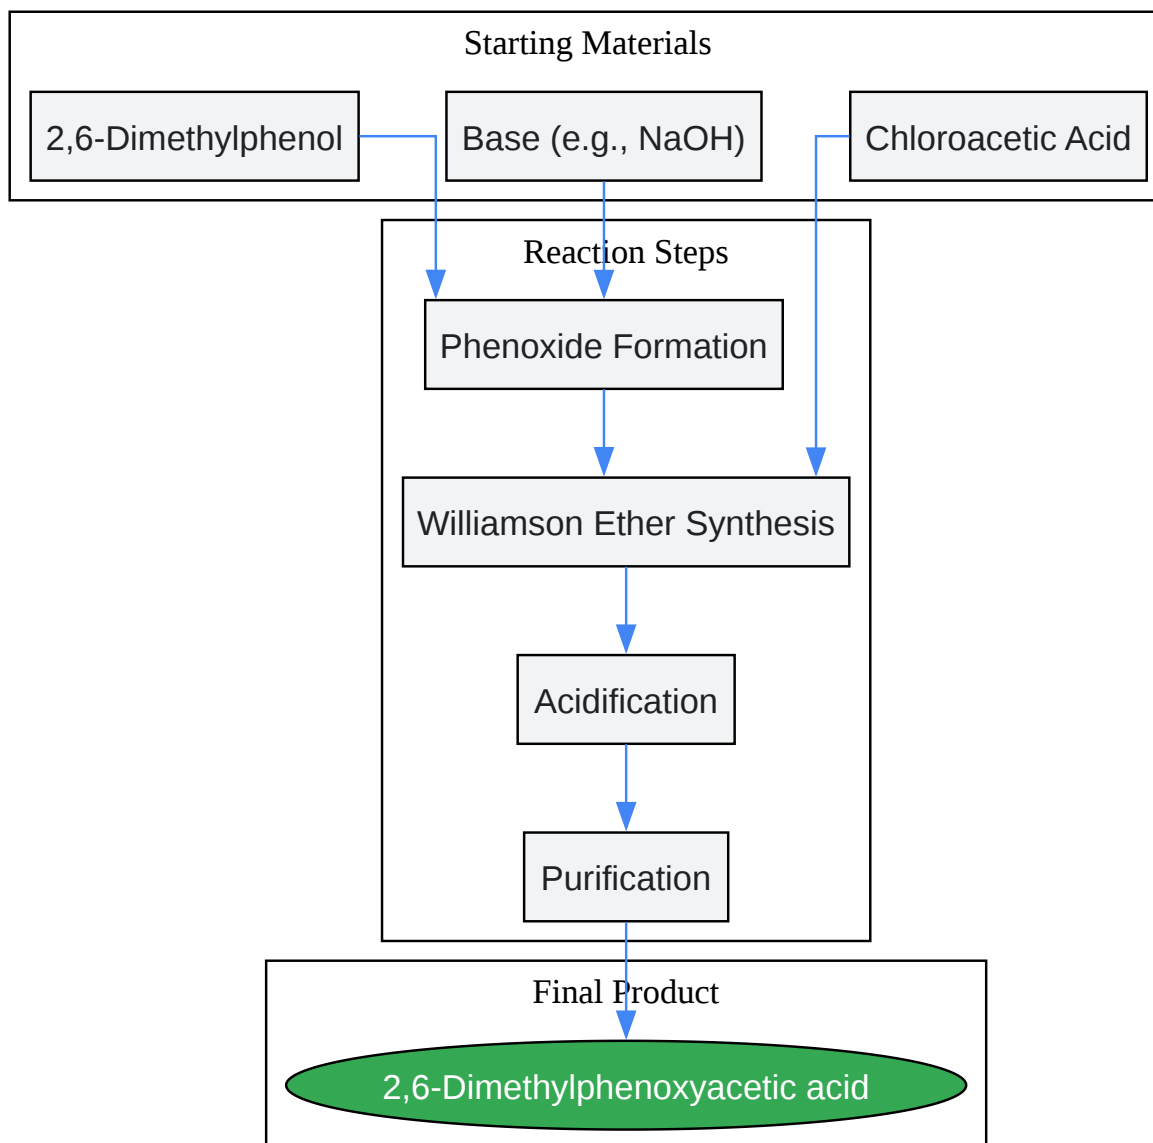 Starting Materials
2,6-Dimethylphenol
Base (e.g., NaOH)
Chloroacetic Acid
Reaction Steps
Phenoxide Formation
Williamson Ether Synthesis
Acidification
Purification
Final Product
2,6-Dimethylphenoxyacetic acid